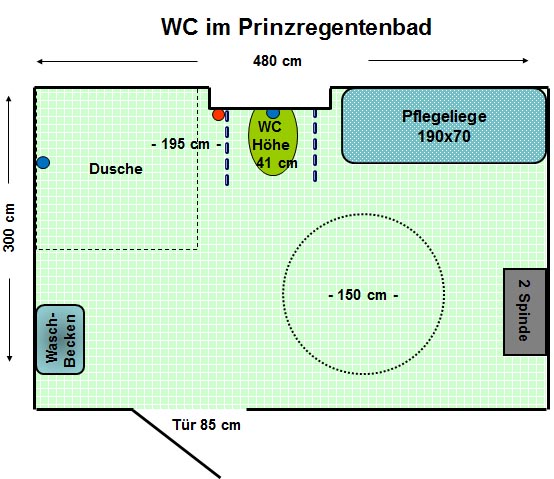 WC im Prinzregentenbad
480 cm
WC
Höhe
41 cm
- 195 cm -
Dusche
Pflegeliege
190x70
300 cm
- 150 cm -
2 Spinde
Wasch-
Becken
Tür 85 cm